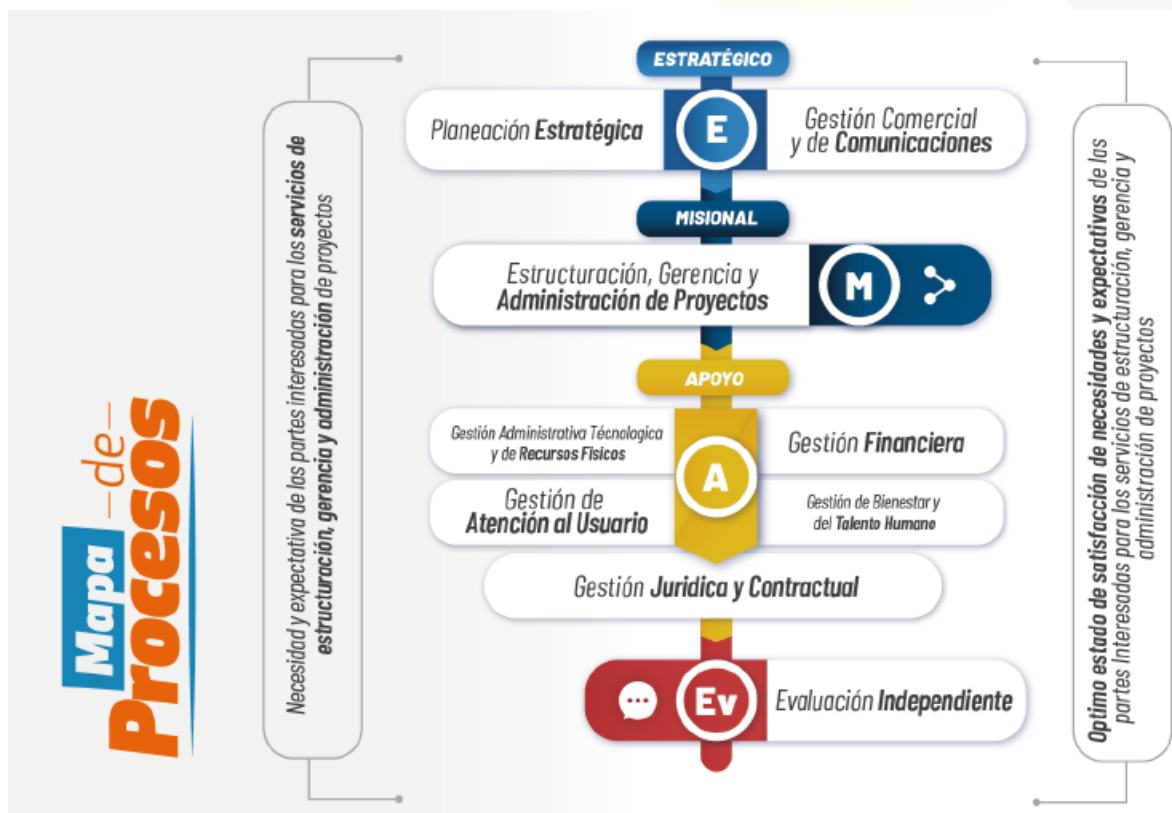 Mapa
de
Procesos
Necesidad y expectativa de las partes interesadas para los servicios de
estructuración, gerencia y administración de proyectos
ESTRATÉGICO
Planeación Estratégica
E
Gestión Comercial
y de Comunicaciones
MISIONAL
Estructuración, Gerencia y
Administración de Proyectos
M
APOYO
Gestión Administrativa Técnologica
y de Recursos Físicos
A
Gestión Financiera
Gestión de
Atención al Usuario
Gestión de Bienestar y
del Talento Humano
Gestión Juridica y Contractual
Ev
Evaluación Independiente
Optimo estado de satisfacción de necesidades y expectativas de las
partes Interesadas para los servicios de estructuración, gerencia y
administración de proyectos